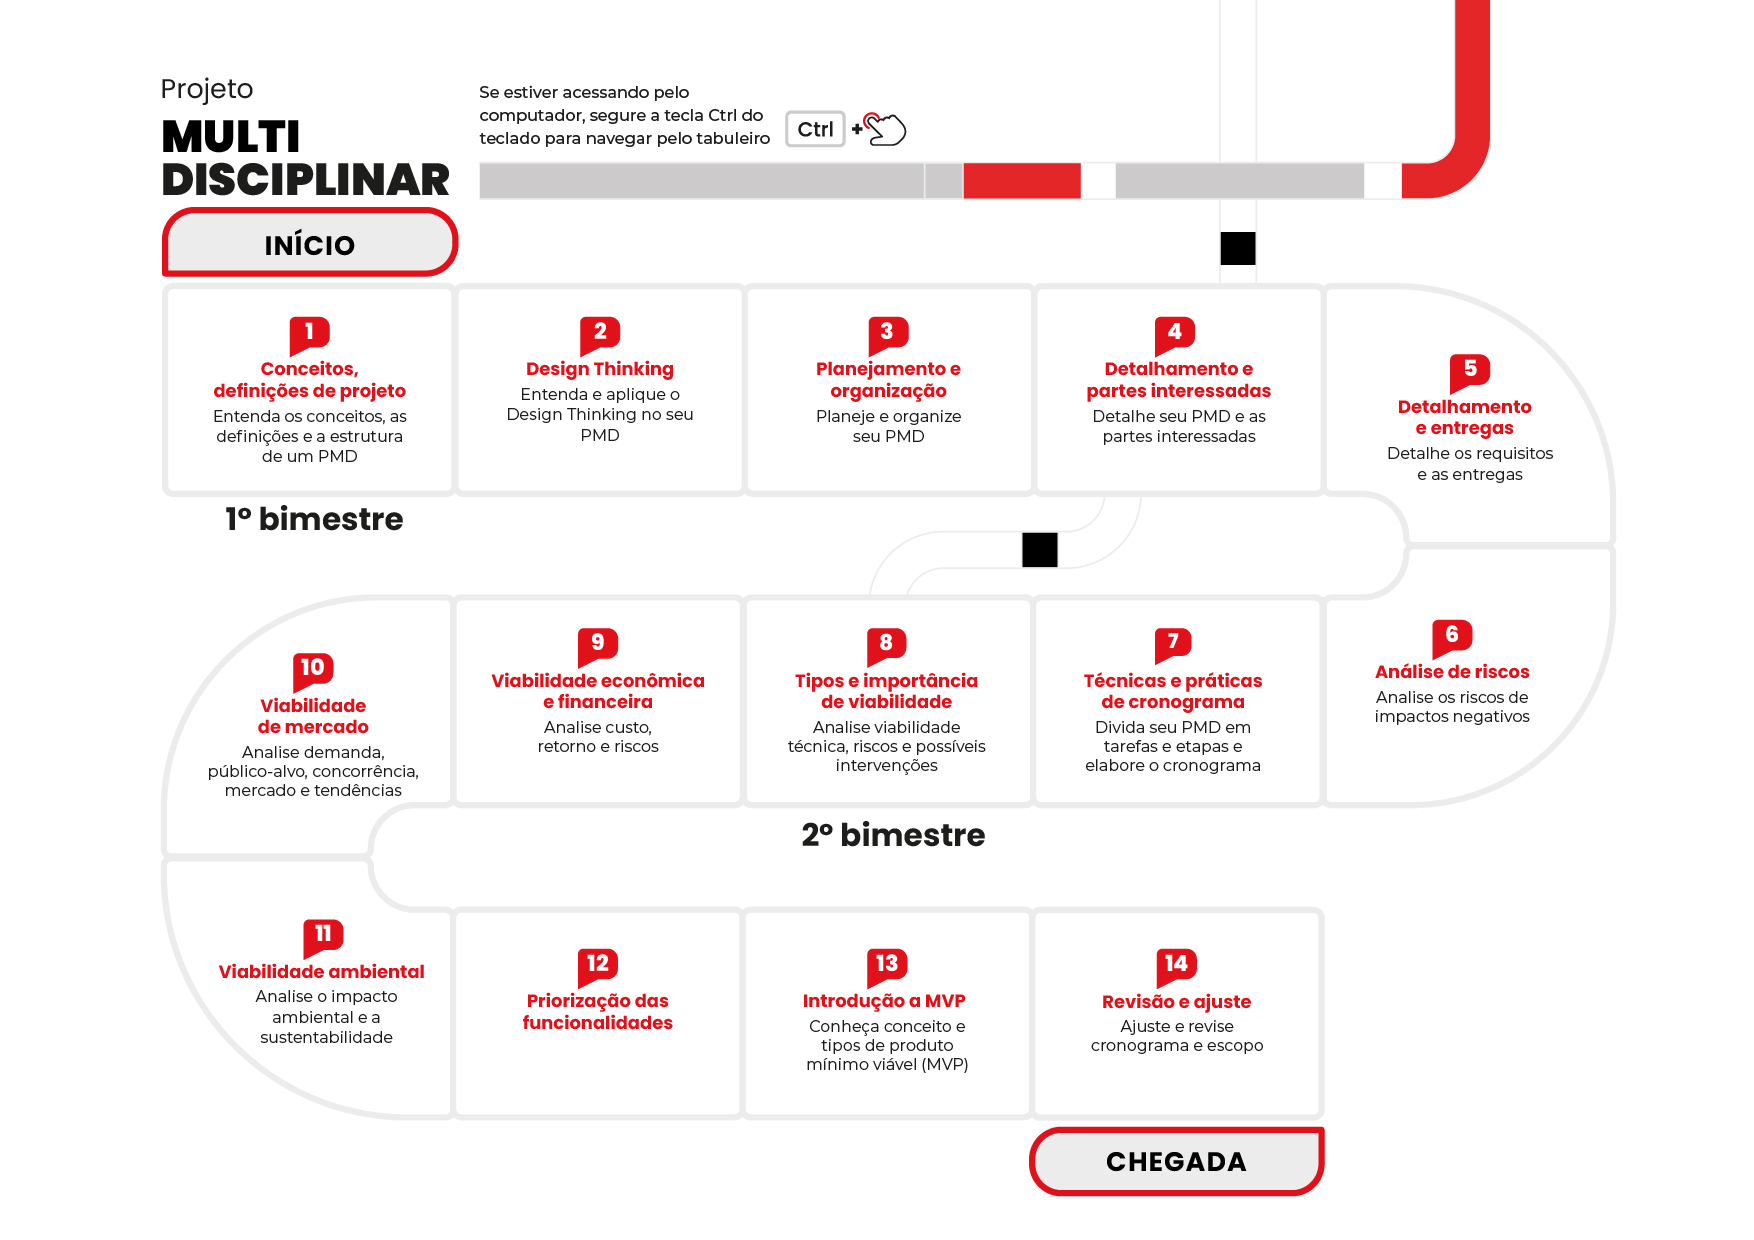 Projeto
MULTI
DISCIPLINAR
Se estiver acessando pelo
computador, segure a tecla Ctrl do
teclado para navegar pelo tabuleiro
Ctrl +
INÍCIO
1
Conceitos,
definições de projeto
Entenda os conceitos, as
definições e a estrutura
de um PMD
2
Design Thinking
Entenda e aplique o
Design Thinking no seu
PMD
3
Planejamento e
organização
Planeje e organize
seu PMD
4
Detalhamento e
partes interessadas
Detalhe seu PMD e as
partes interessadas
5
Detalhamento
e entregas
Detalhe os requisitos
e as entregas
1º bimestre
6
Análise de riscos
Analise os riscos de
impactos negativos
7
Técnicas e práticas
de cronograma
Divida seu PMD em
tarefas e etapas e
elabore o cronograma
8
Tipos e importância
de viabilidade
Analise viabilidade
técnica, riscos e possíveis
intervenções
9
Viabilidade econômica
e financeira
Analise custo,
retorno e riscos
10
Viabilidade
de mercado
Analise demanda,
público-alvo, concorrência,
mercado e tendências
2º bimestre
11
Viabilidade ambiental
Analise o impacto
ambiental e a
sustentabilidade
12
Priorização das
funcionalidades
13
Introdução a MVP
Conheça conceito e
tipos de produto
mínimo viável (MVP)
14
Revisão e ajuste
Ajuste e revise
cronograma e escopo
CHEGADA